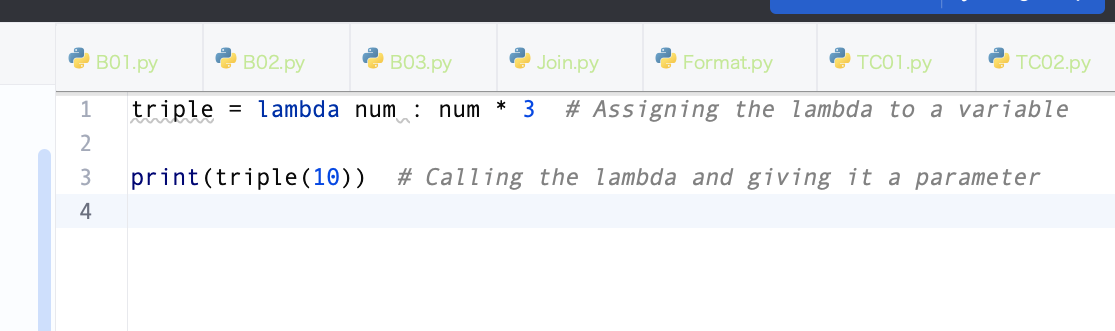 B01.py B02.py B03.py Join.py Format.py TC01.py TC02.py
1 triple = lambda num : num * 3  # Assigning the lambda to a variable
2
3 print(triple(10))  # Calling the lambda and giving it a parameter
4